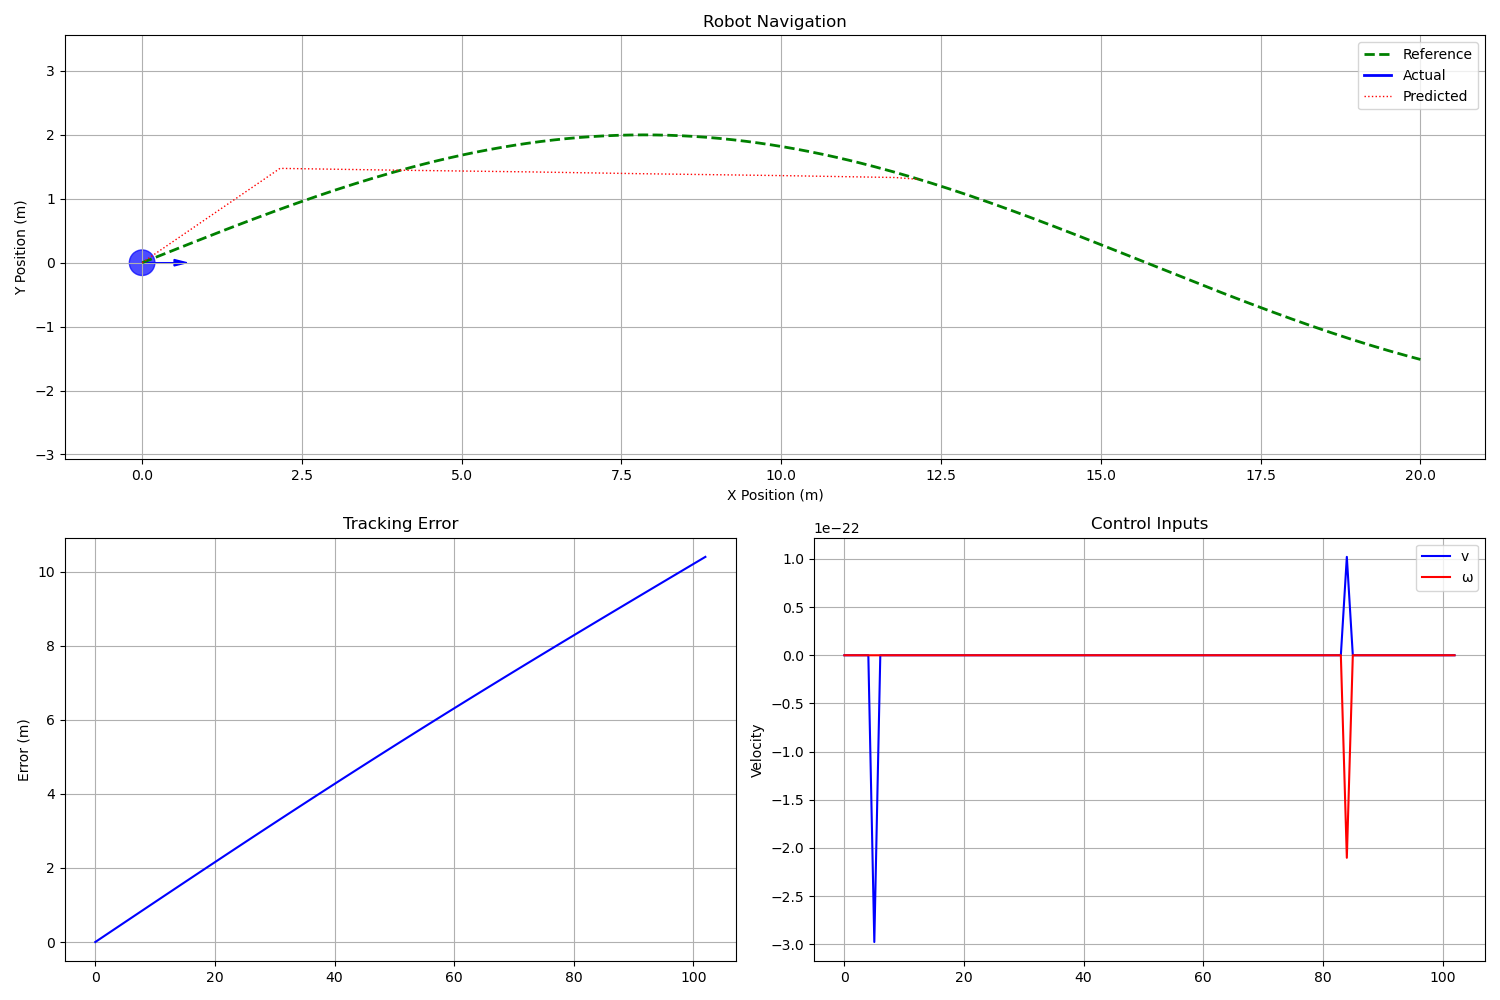 Robot Navigation
Reference
Actual
Predicted
Y Position (m)
3
2
1
0
−1
−2
−3
0.0 2.5 5.0 7.5 10.0 12.5 15.0 17.5 20.0
X Position (m)
Tracking Error
Error (m)
10
8
6
4
2
0
0 20 40 60 80 100
Control Inputs
1e−22
v
ω
Velocity
1.0
0.5
0.0
−0.5
−1.0
−1.5
−2.0
−2.5
−3.0
0 20 40 60 80 100